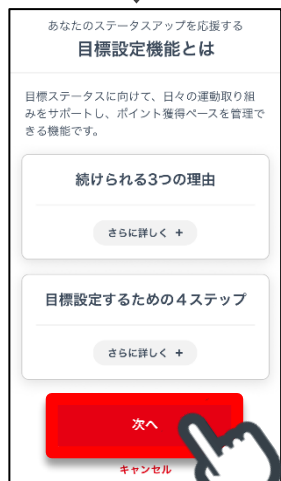 あなたのステータスアップを応援する
目標設定機能とは
目標ステータスに向けて、日々の運動取り組
みをサポートし、ポイント獲得ペースを管理で
きる機能です。
続けられる3つの理由
さらに詳しく +
目標設定するための４ステップ
さらに詳しく +
次へ
キャンセル